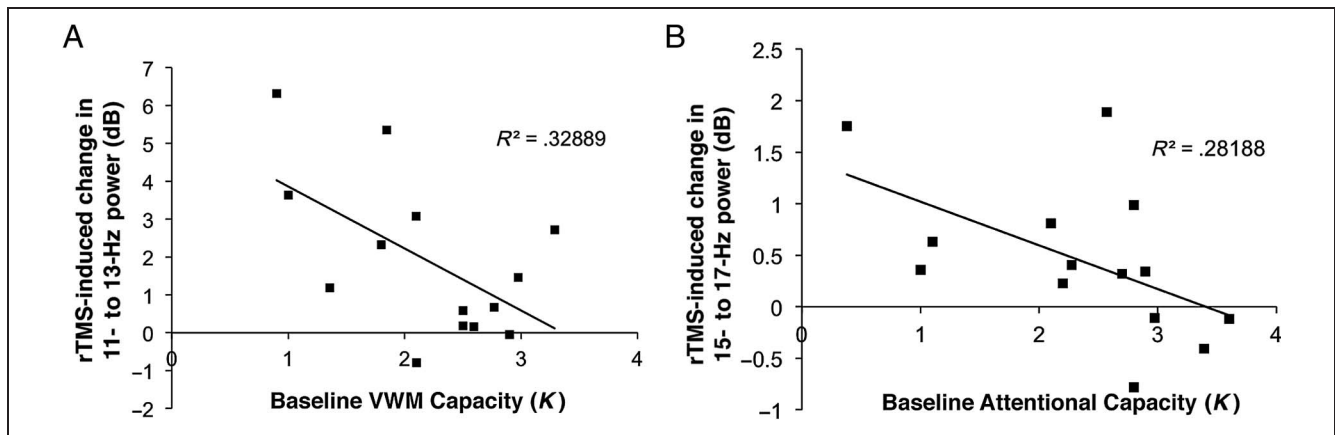 A
rTMS-induced change in
11- to 13-Hz power (dB)
7
6
5
4
3
2
1
0
−1
−2
0
1
2
3
4
R² = .32889
Baseline VWM Capacity (K)
B
rTMS-induced change in
15- to 17-Hz power (dB)
2.5
2
1.5
1
0.5
0
−0.5
−1
0
1
2
3
4
R² = .28188
Baseline Attentional Capacity (K)